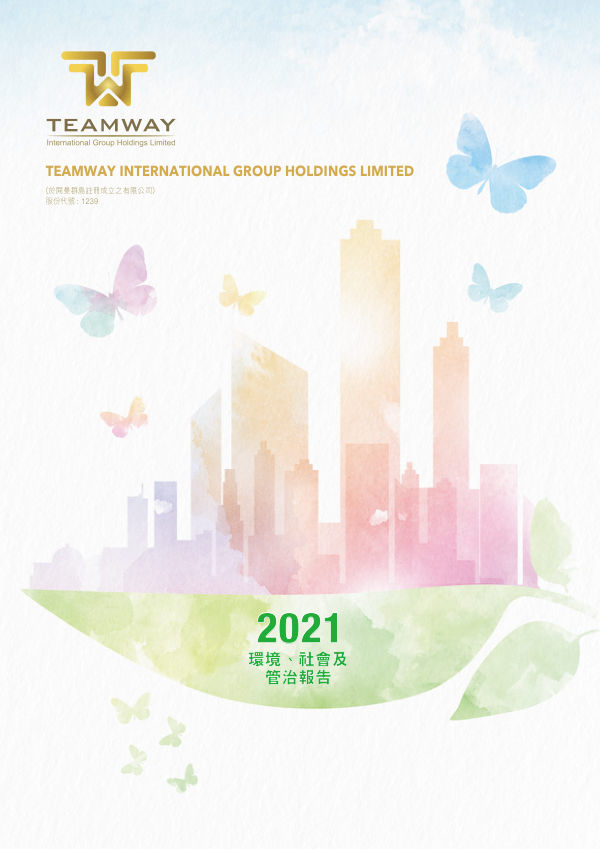 TEAMWAY
International Group Holdings Limited
TEAMWAY INTERNATIONAL GROUP HOLDINGS LIMITED
(於開曼群島註冊成立之有限公司)
股份代號 : 1239
2021
環境、社會及
管治報告